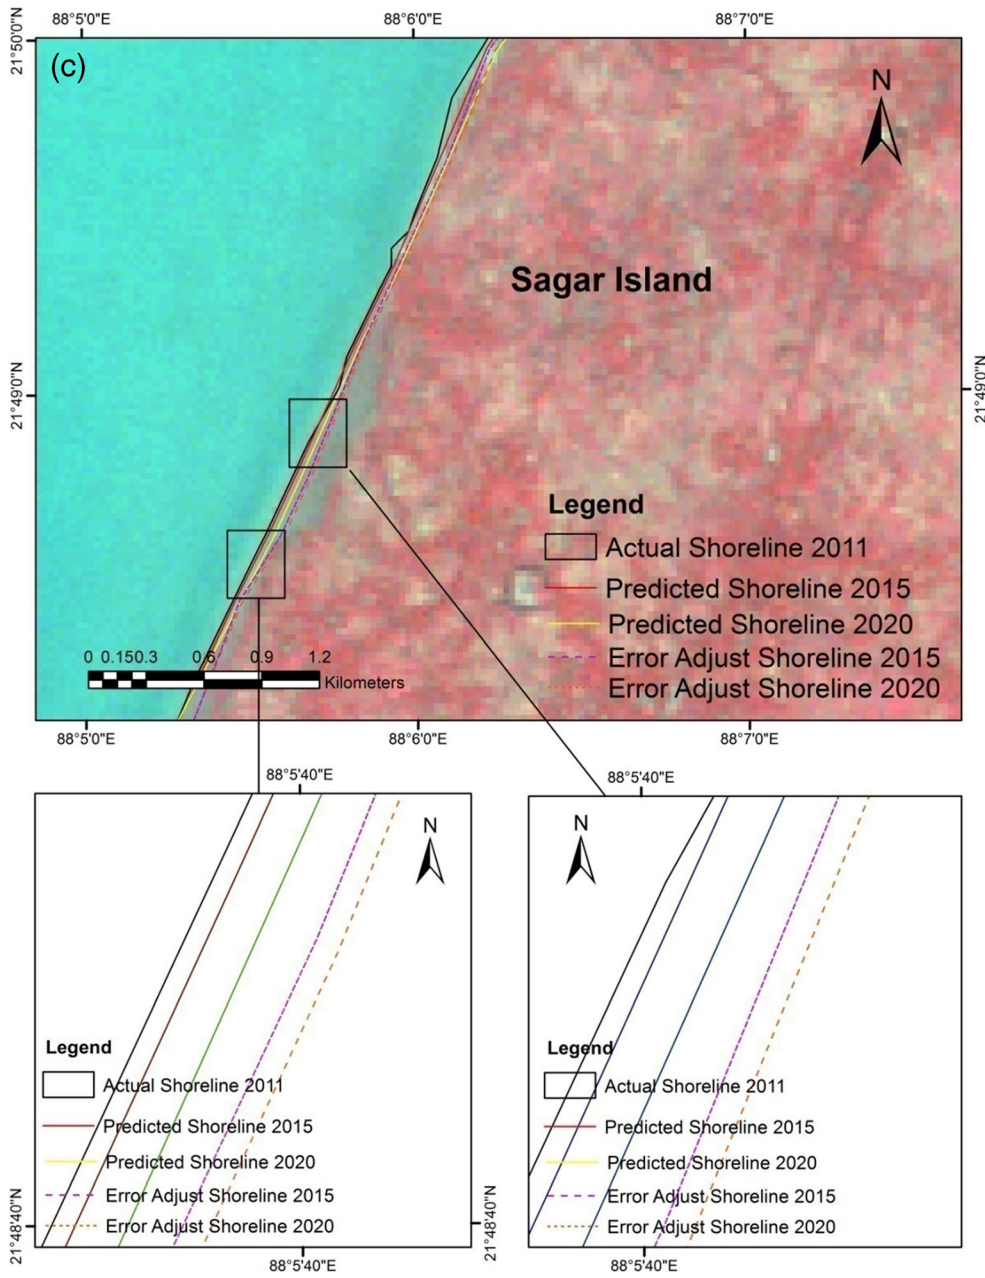 88°5'0"E 88°6'0"E 88°7'0"E
21°50'0"N
(c)
N
Sagar Island
21°49'0"N
21°49'0"N
Legend
Actual Shoreline 2011
Predicted Shoreline 2015
Predicted Shoreline 2020
Error Adjust Shoreline 2015
Error Adjust Shoreline 2020
0 0.150.3 0.6 0.9 1.2
Kilometers
88°5'0"E 88°6'0"E 88°7'0"E
88°5'40"E
N
Legend
Actual Shoreline 2011
Predicted Shoreline 2015
Predicted Shoreline 2020
Error Adjust Shoreline 2015
Error Adjust Shoreline 2020
21°48'40"N
88°5'40"E
88°5'40"E
N
Legend
Actual Shoreline 2011
Predicted Shoreline 2015
Predicted Shoreline 2020
Error Adjust Shoreline 2015
Error Adjust Shoreline 2020
21°48'40"N
88°5'40"E